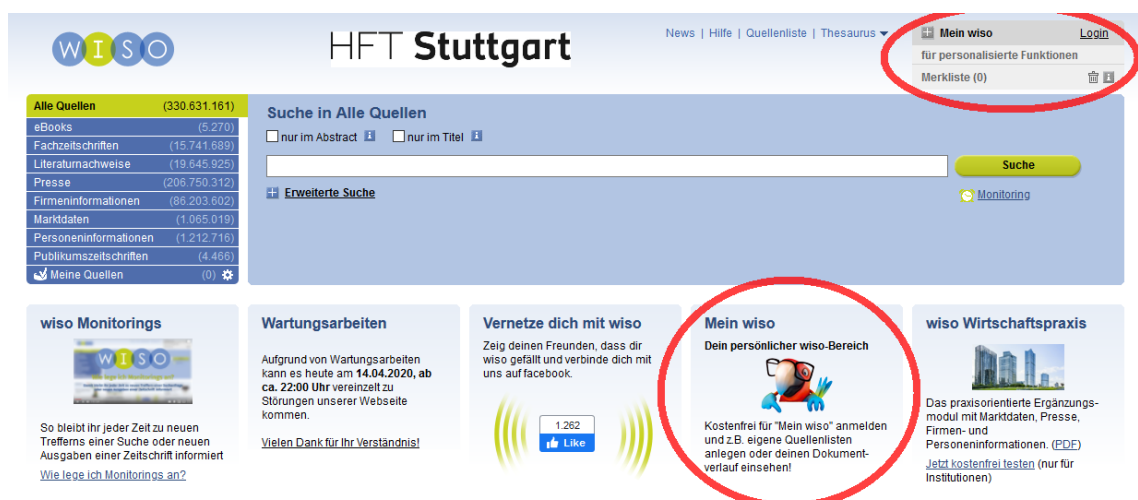 WISO
HFT Stuttgart
News | Hilfe | Quellenliste | Thesaurus
Mein wiso Login
für personalisierte Funktionen
Merkliste (0)
Alle Quellen (330.631.161)
eBooks (5.270)
Fachzeitschriften (15.741.689)
Literaturnachweise (19.645.925)
Presse (206.750.312)
Firmeninformationen (86.203.602)
Marktdaten (1.065.019)
Personeninformationen (1.212.716)
Publikumszeitschriften (4.466)
Meine Quellen (0)
Suche in Alle Quellen
nur im Abstract nur im Titel
Suche
Erweiterte Suche
Monitoring
wiso Monitorings
WISO
So bleibt ihr jeder Zeit zu neuen
Trefferns einer Suche oder neuen
Ausgaben einer Zeitschrift informiert
Wie lege ich Monitorings an?
Wartungsarbeiten
Aufgrund von Wartungsarbeiten
kann es heute am 14.04.2020, ab
ca. 22:00 Uhr vereinzelt zu
Störungen unserer Webseite
kommen.
Vielen Dank für Ihr Verständnis!
Vernetze dich mit wiso
Zeig deinen Freunden, dass dir
wiso gefällt und verbinde dich mit
uns auf facebook.
1.262
Like
Mein wiso
Dein persönlicher wiso-Bereich
Kostenfrei für "Mein wiso" anmelden
und z.B. eigene Quellenlisten
anlegen oder deinen Dokument-
verlauf einsehen!
wiso Wirtschaftspraxis
Das praxisorientierte Ergänzungs-
modul mit Marktdaten, Presse,
Firmen- und
Personeninformationen. (PDF)
Jetzt kostenfrei testen (nur für
Institutionen)